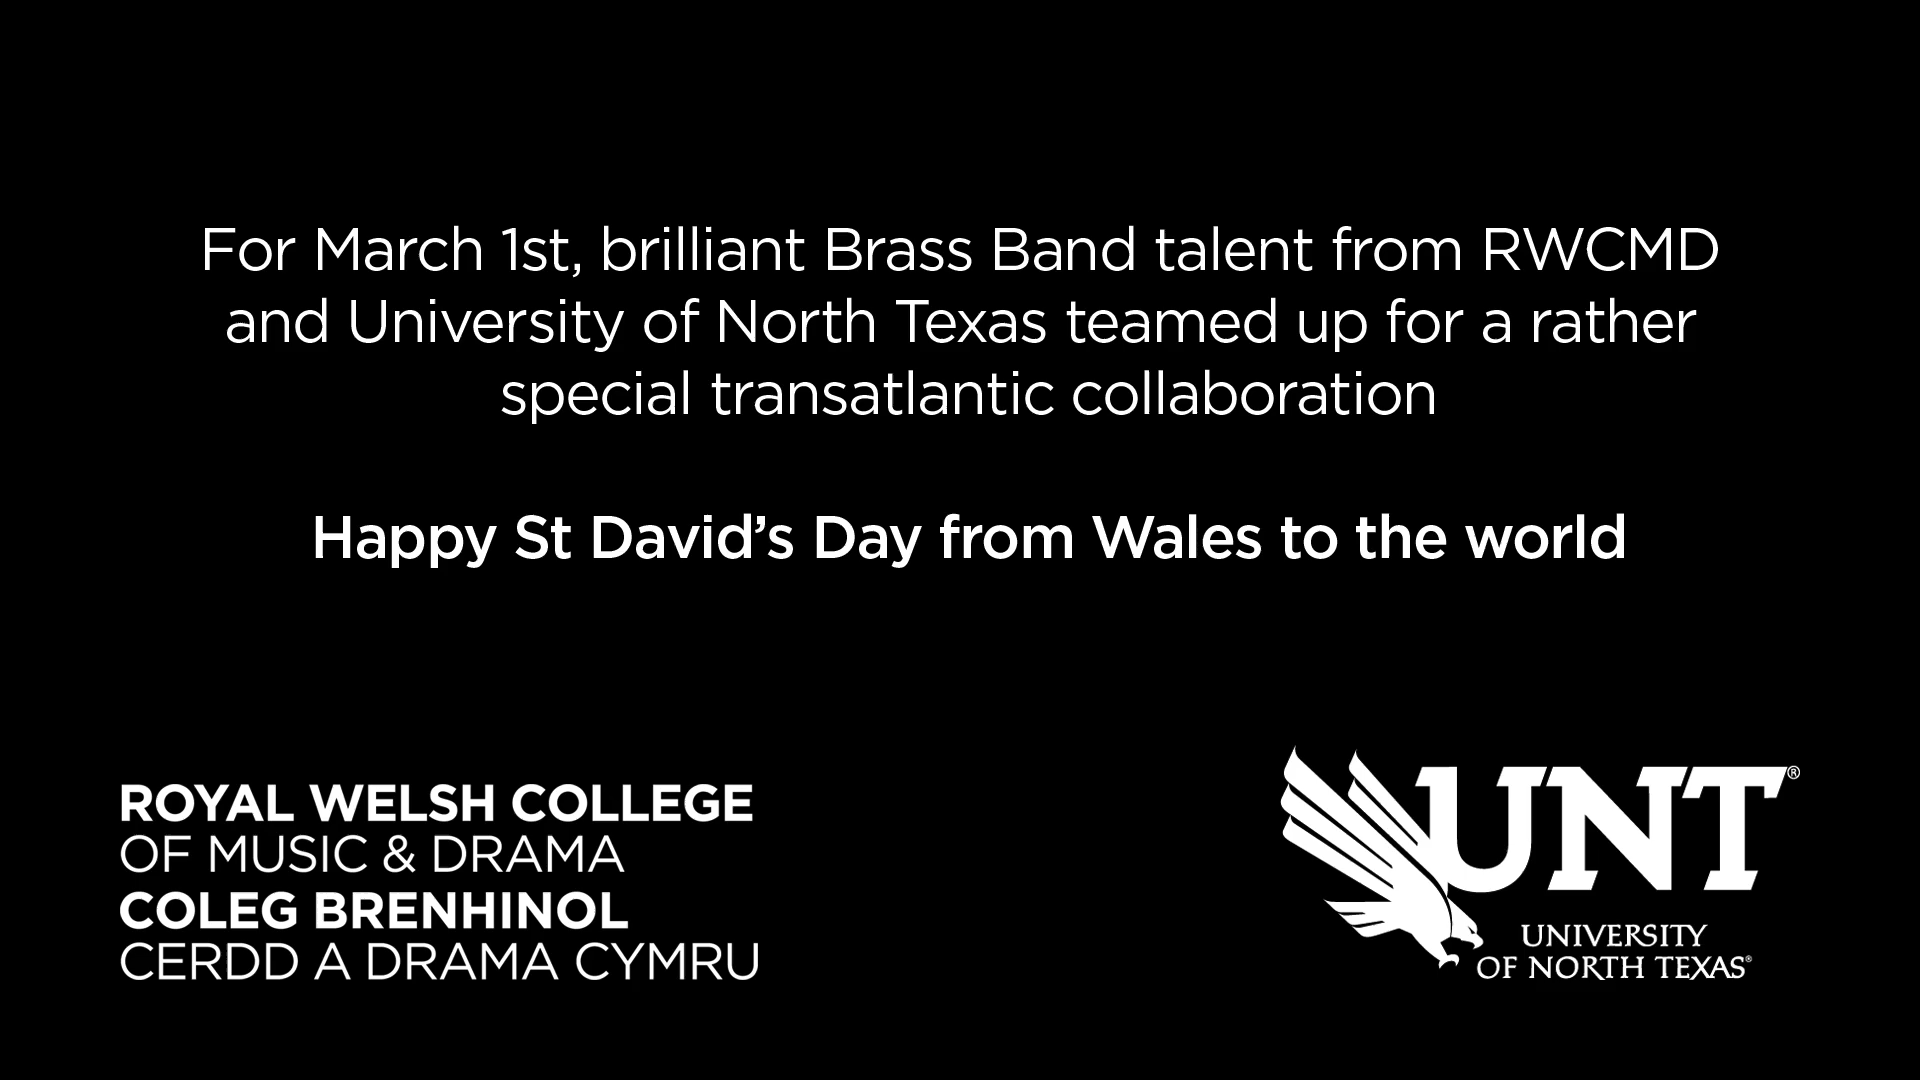 For March 1st, brilliant Brass Band talent from RWCMD
and University of North Texas teamed up for a rather
special transatlantic collaboration
Happy St David’s Day from Wales to the world
ROYAL WELSH COLLEGE
OF MUSIC & DRAMA
COLEG BRENHINOL
CERDD A DRAMA CYMRU
UNT®
UNIVERSITY
OF NORTH TEXAS®